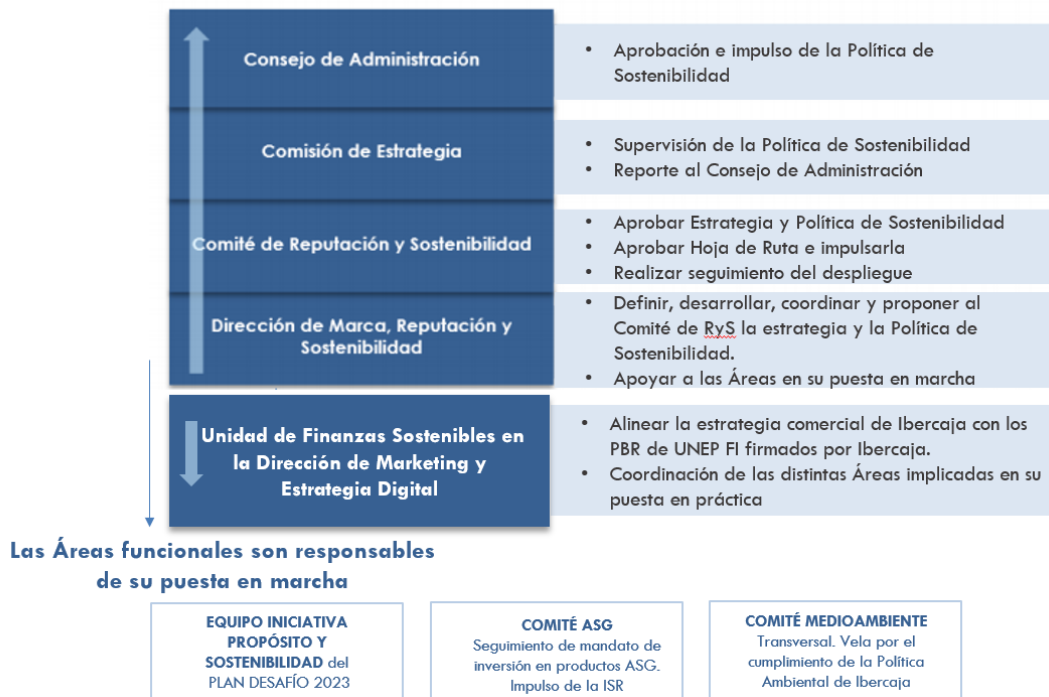 Consejo de Administración
• Aprobación e impulso de la Política de
Sostenibilidad
Comisión de Estrategia
• Supervisión de la Política de Sostenibilidad
• Reporte al Consejo de Administración
Comité de Reputación y Sostenibilidad
• Aprobar Estrategia y Política de Sostenibilidad
• Aprobar Hoja de Ruta e impulsarla
• Realizar seguimiento del despliegue
Dirección de Marca, Reputación y
Sostenibilidad
• Definir, desarrollar, coordinar y proponer al
Comité de RyS la estrategia y la Política de
Sostenibilidad.
• Apoyar a las Áreas en su puesta en marcha
Unidad de Finanzas Sostenibles en
la Dirección de Marketing y
Estrategia Digital
• Alinear la estrategia comercial de Ibercaja con los
PBR de UNEP FI firmados por Ibercaja.
• Coordinación de las distintas Áreas implicadas en su
puesta en práctica
Las Áreas funcionales son responsables
de su puesta en marcha
EQUIPO INICIATIVA
PROPÓSITO Y
SOSTENIBILIDAD del
PLAN DESAFÍO 2023
COMITÉ ASG
Seguimiento de mandato de
inversión en productos ASG.
Impulso de la ISR
COMITÉ MEDIOAMBIENTE
Transversal. Vela por el
cumplimiento de la Política
Ambiental de Ibercaja